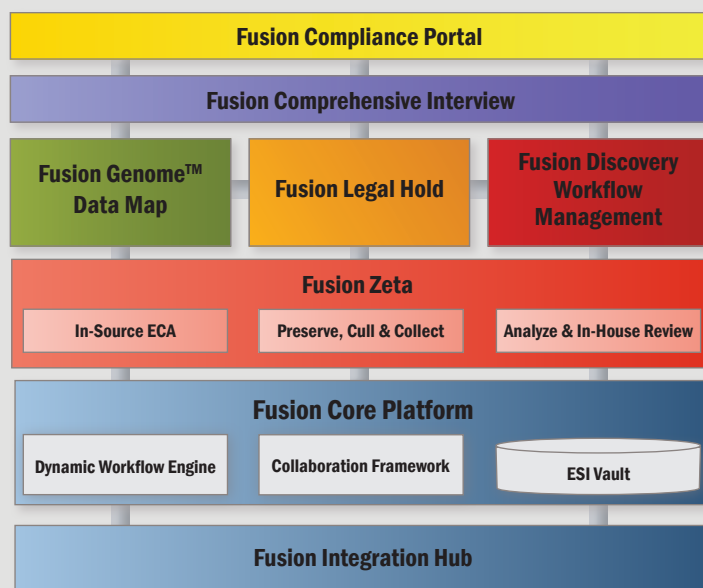 Fusion Compliance Portal
Fusion Comprehensive Interview
Fusion Genome™
Data Map
Fusion Legal Hold
Fusion Discovery
Workflow
Management
Fusion Zeta
In-Source ECA
Preserve, Cull & Collect
Analyze & In-House Review
Fusion Core Platform
Dynamic Workflow Engine
Collaboration Framework
ESI Vault
Fusion Integration Hub